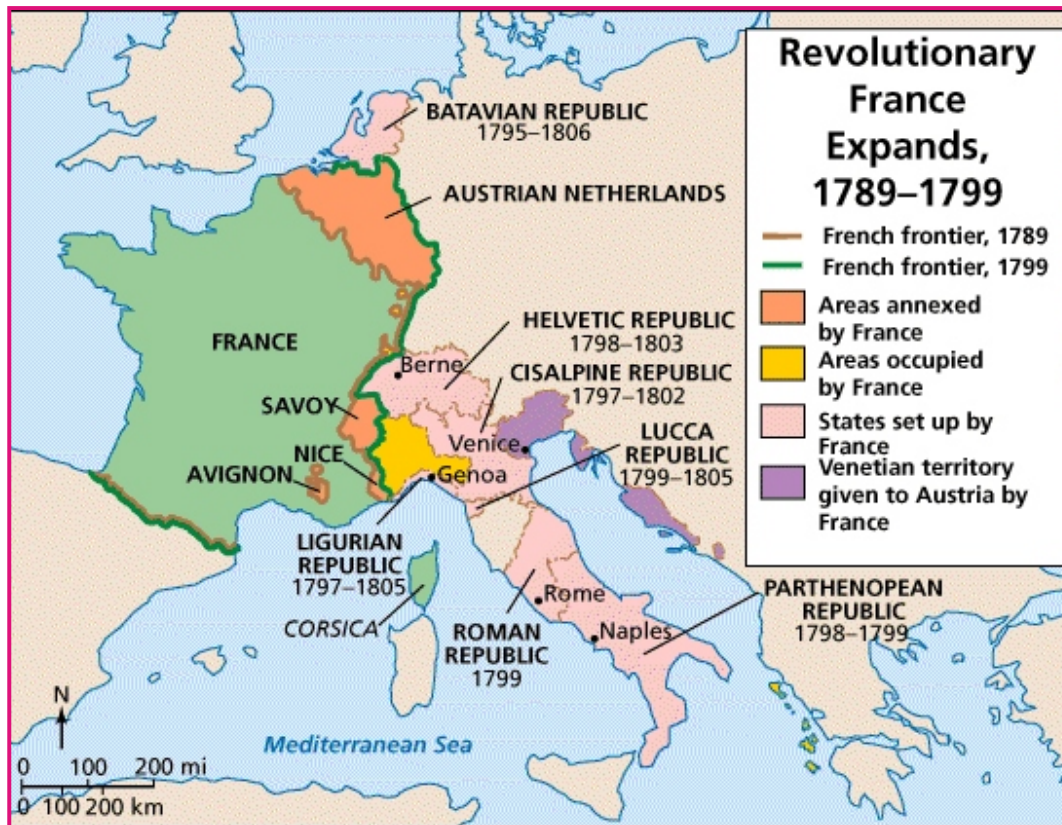 Revolutionary
France
Expands,
1789–1799
French frontier, 1789
French frontier, 1799
Areas annexed
by France
Areas occupied
by France
States set up by
France
Venetian territory
given to Austria by
France
BATAVIAN REPUBLIC
1795–1806
AUSTRIAN NETHERLANDS
FRANCE
HELVETIC REPUBLIC
1798–1803
Berne
CISALPINE REPUBLIC
1797–1802
SAVOY
Venice
LUCCA
REPUBLIC
1799–1805
NICE
AVIGNON
Genoa
LIGURIAN
REPUBLIC
1797–1805
CORSICA
Rome
ROMAN
REPUBLIC
1799
Naples
PARTHENOPEAN
REPUBLIC
1798–1799
N
Mediterranean Sea
0 100 200 mi
0 100 200 km